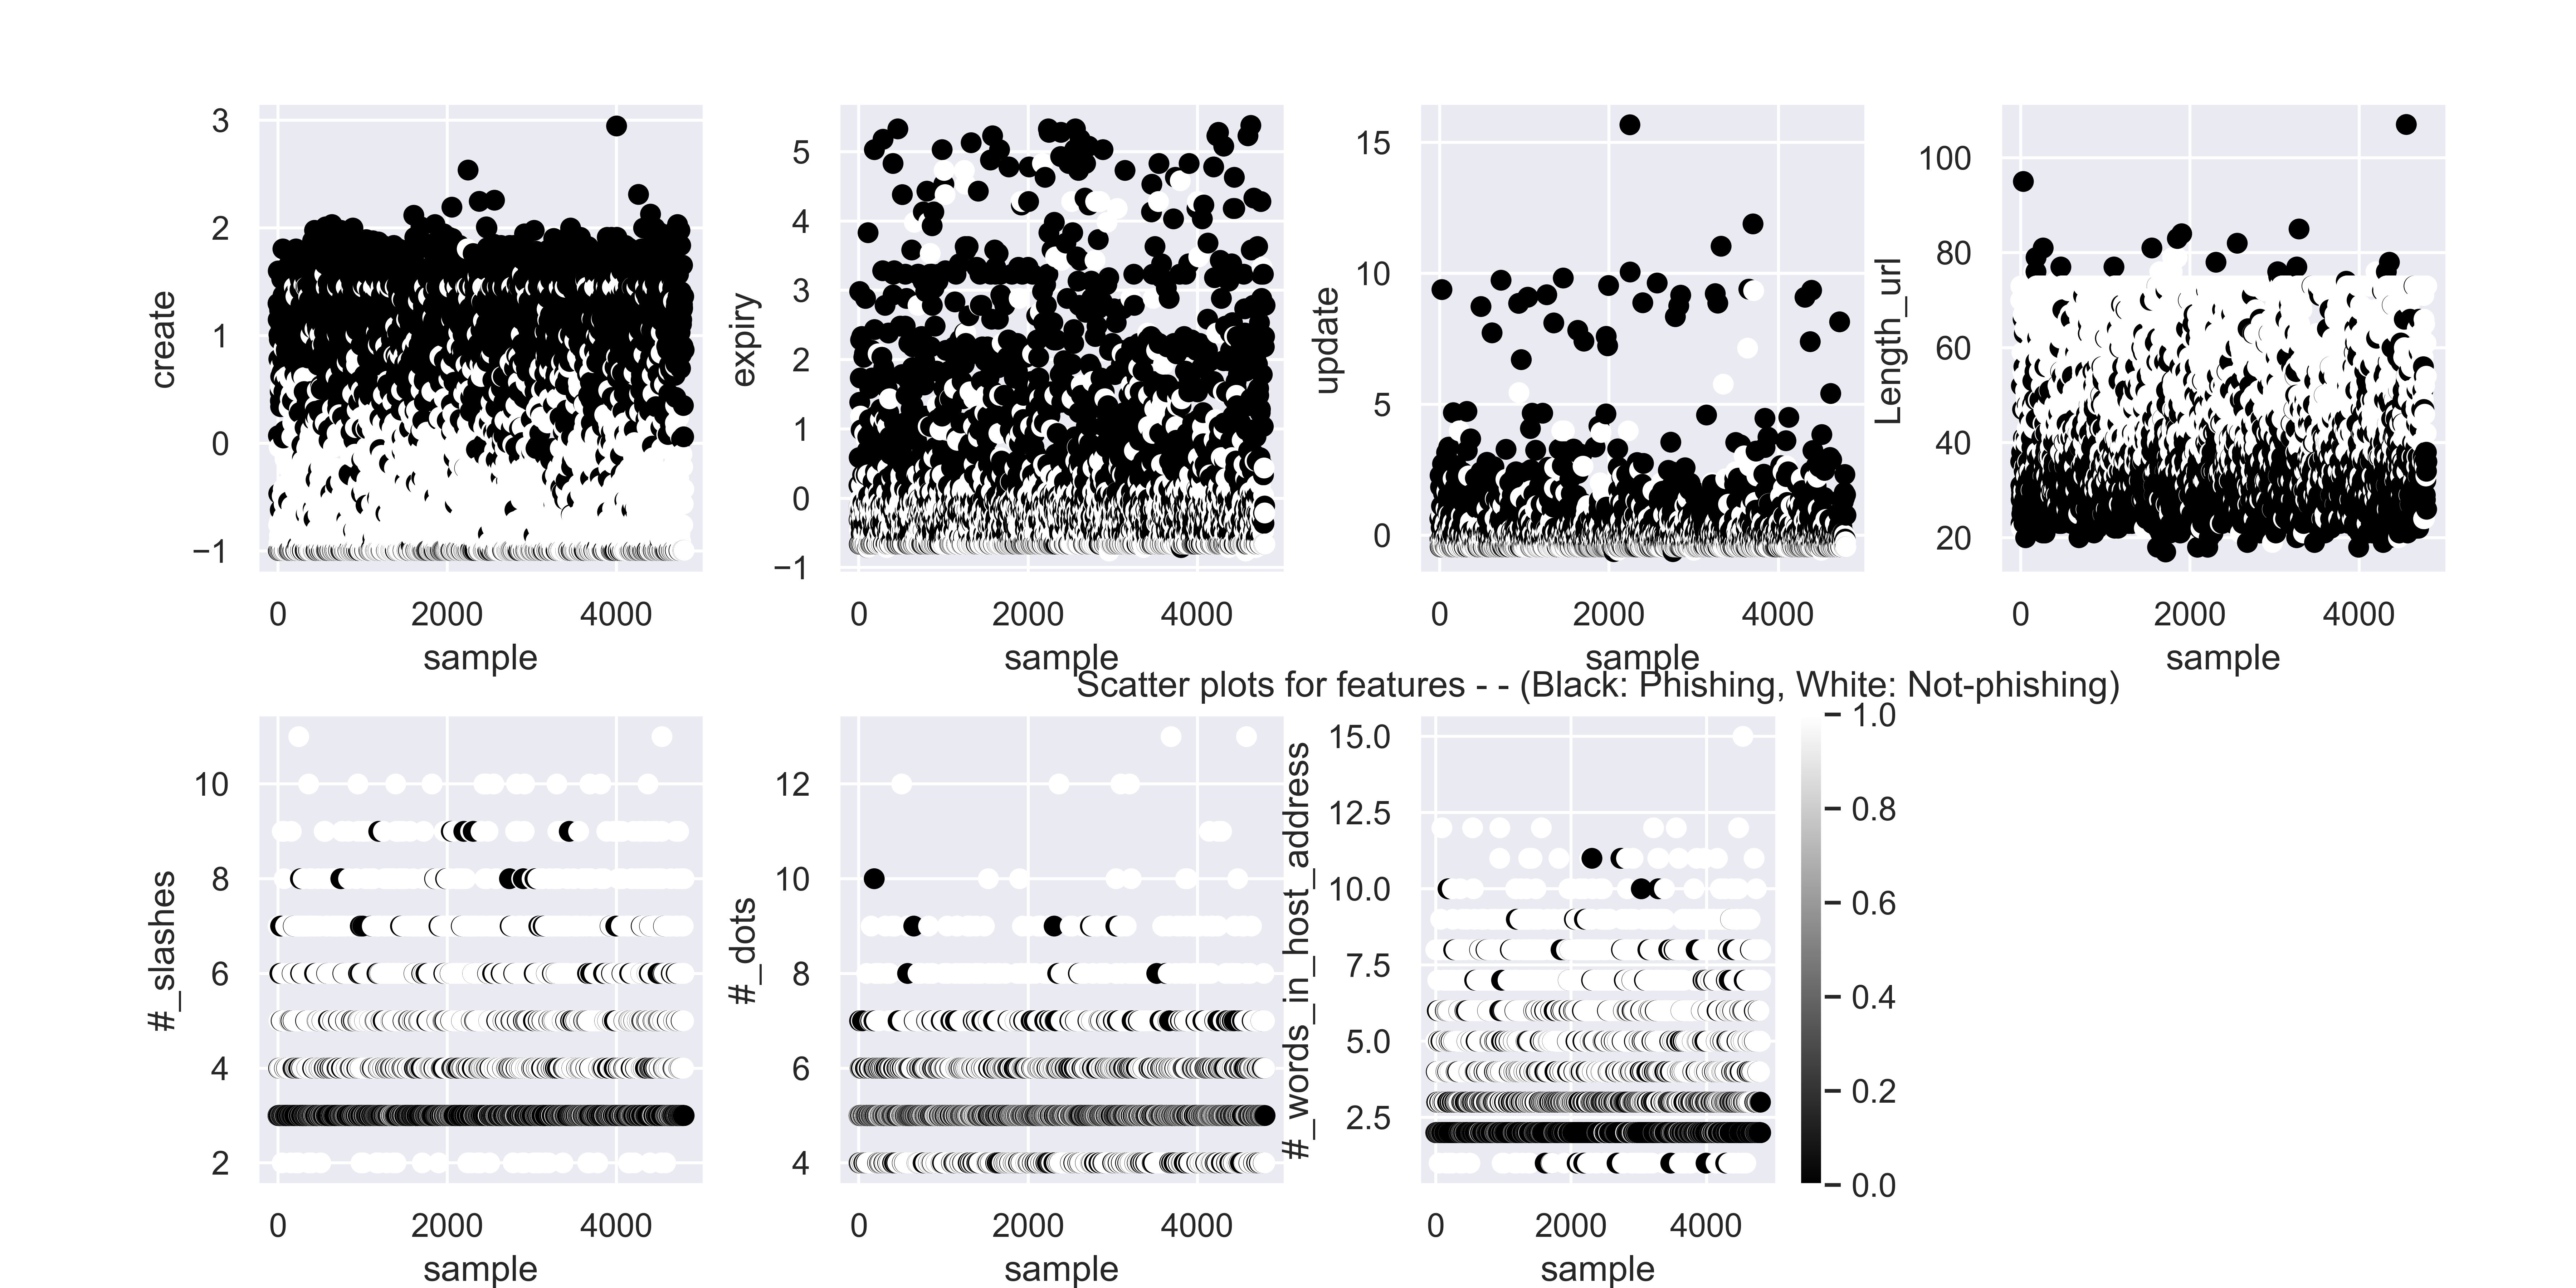 3
2
1
0
−1
create
0 2000 4000
sample
5
4
3
2
1
0
−1
expiry
0 2000 4000
sample
15
10
5
0
update
0 2000 4000
sample
100
80
60
40
20
Length_url
0 2000 4000
sample
Scatter plots for features - - (Black: Phishing, White: Not-phishing)
10
8
6
4
2
#_slashes
0 2000 4000
sample
12
10
8
6
4
#_dots
0 2000 4000
sample
15.0
12.5
10.0
7.5
5.0
2.5
#_words_in_host_address
0 2000 4000
sample
1.0
0.8
0.6
0.4
0.2
0.0